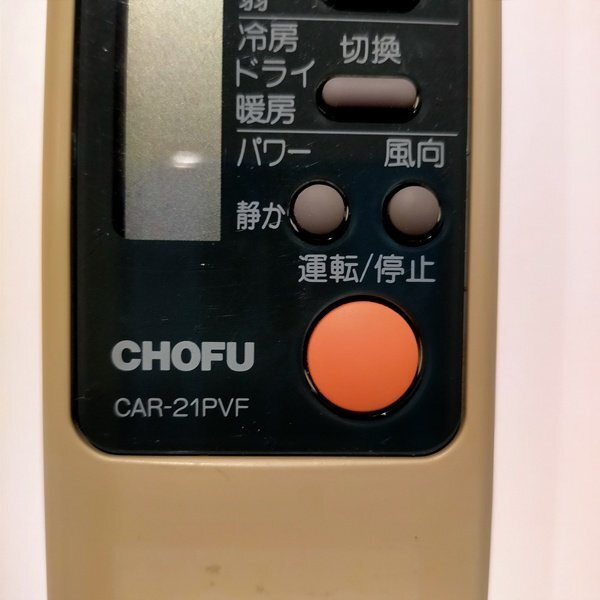 弱
冷房
ドライ
暖房
切換
パワー
静か
風向
運転/停止
CHOFU
CAR-21PVF